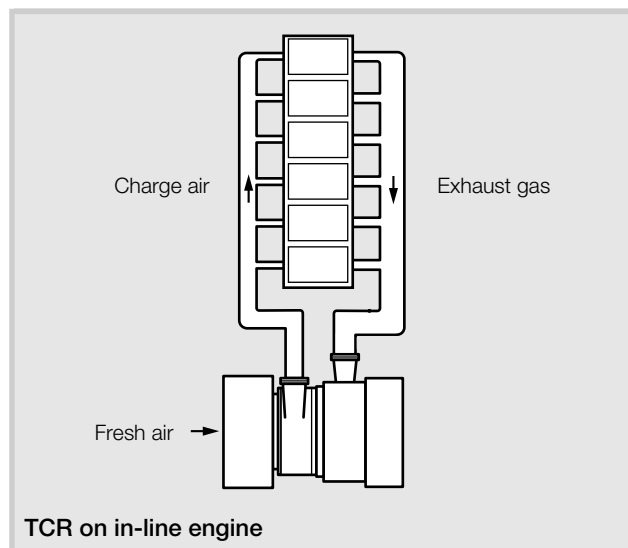 Charge air
Exhaust gas
Fresh air
TCR on in-line engine